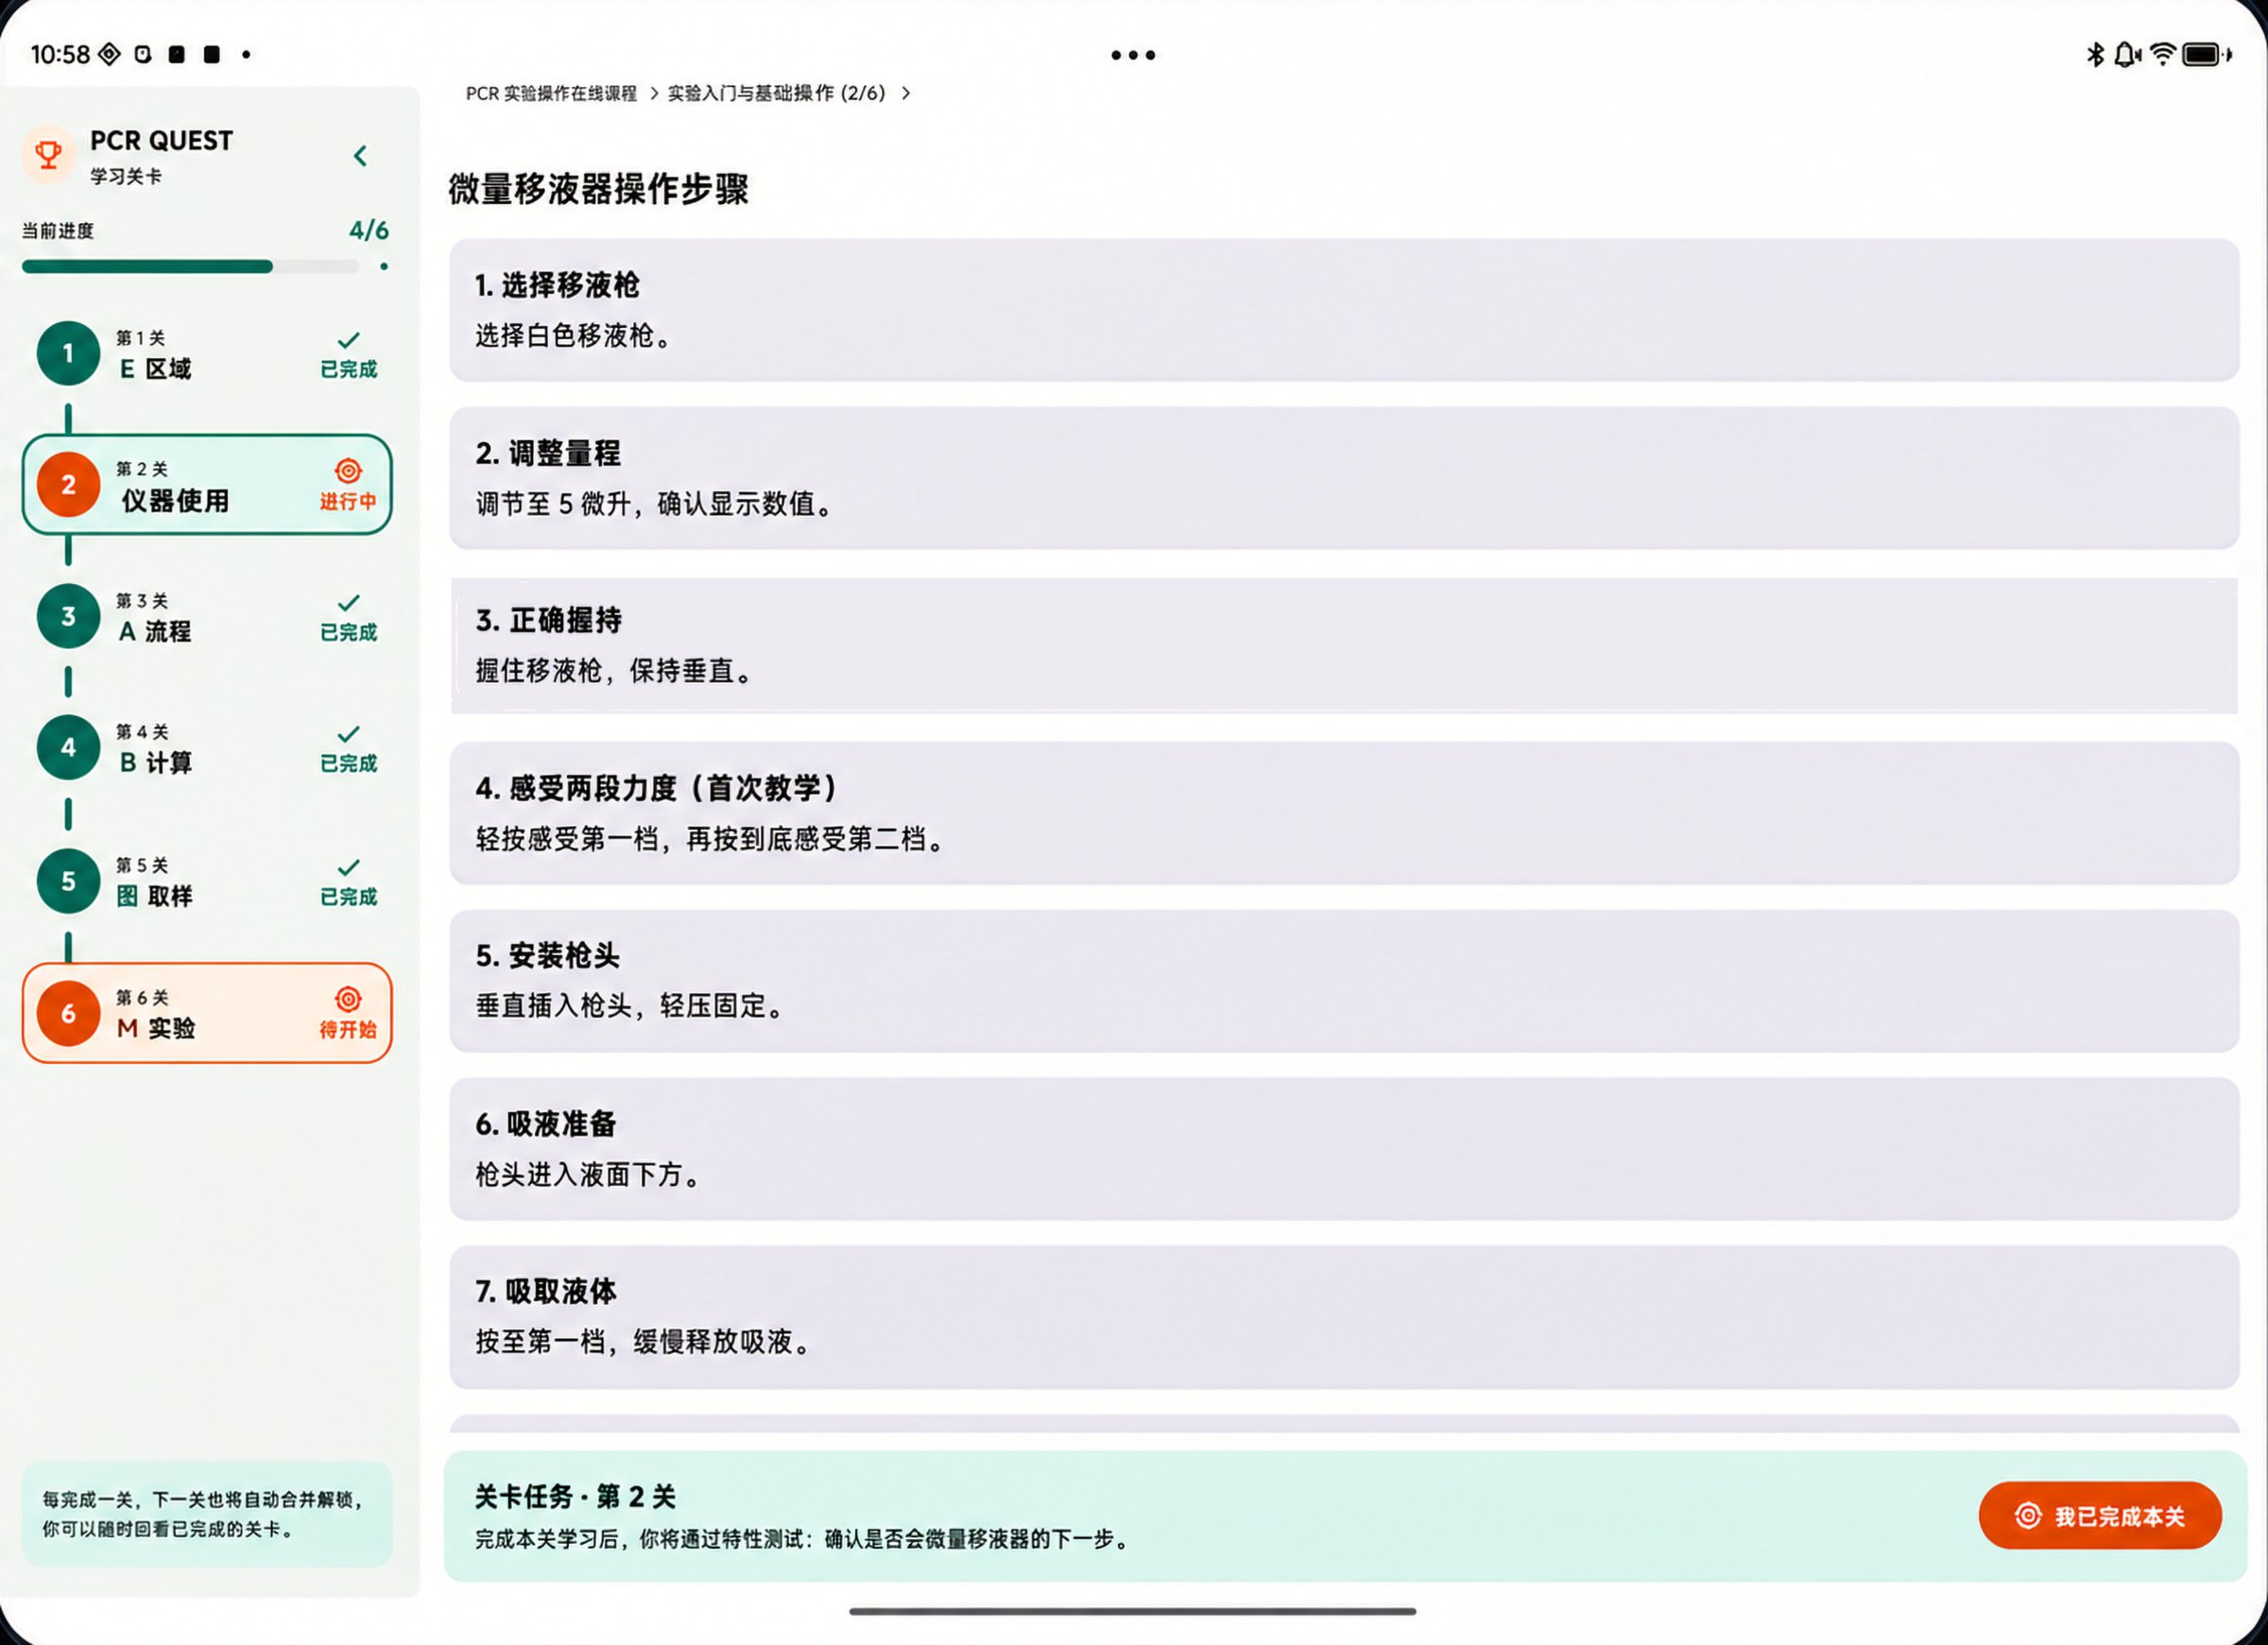 10:58
PCR 实验操作在线课程 > 实验入门与基础操作 (2/6) >
PCR QUEST
学习关卡
当前进度 4/6
1 第 1 关
E 区域 已完成
2 第 2 关
仪器使用 进行中
3 第 3 关
A 流程 已完成
4 第 4 关
B 计算 已完成
5 第 5 关
图 取样 已完成
6 第 6 关
M 实验 待开始
每完成一关，下一关也将自动合并解锁，
你可以随时回看已完成的关卡。
微量移液器操作步骤
1. 选择移液枪
选择白色移液枪。
2. 调整量程
调节至 5 微升，确认显示数值。
3. 正确握持
握住移液枪，保持垂直。
4. 感受两段力度（首次教学）
轻按感受第一档，再按到底感受第二档。
5. 安装枪头
垂直插入枪头，轻压固定。
6. 吸液准备
枪头进入液面下方。
7. 吸取液体
按至第一档，缓慢释放吸液。
关卡任务 · 第 2 关
完成本关学习后，你将通过特性测试：确认是否会微量移液器的下一步。
我已完成本关